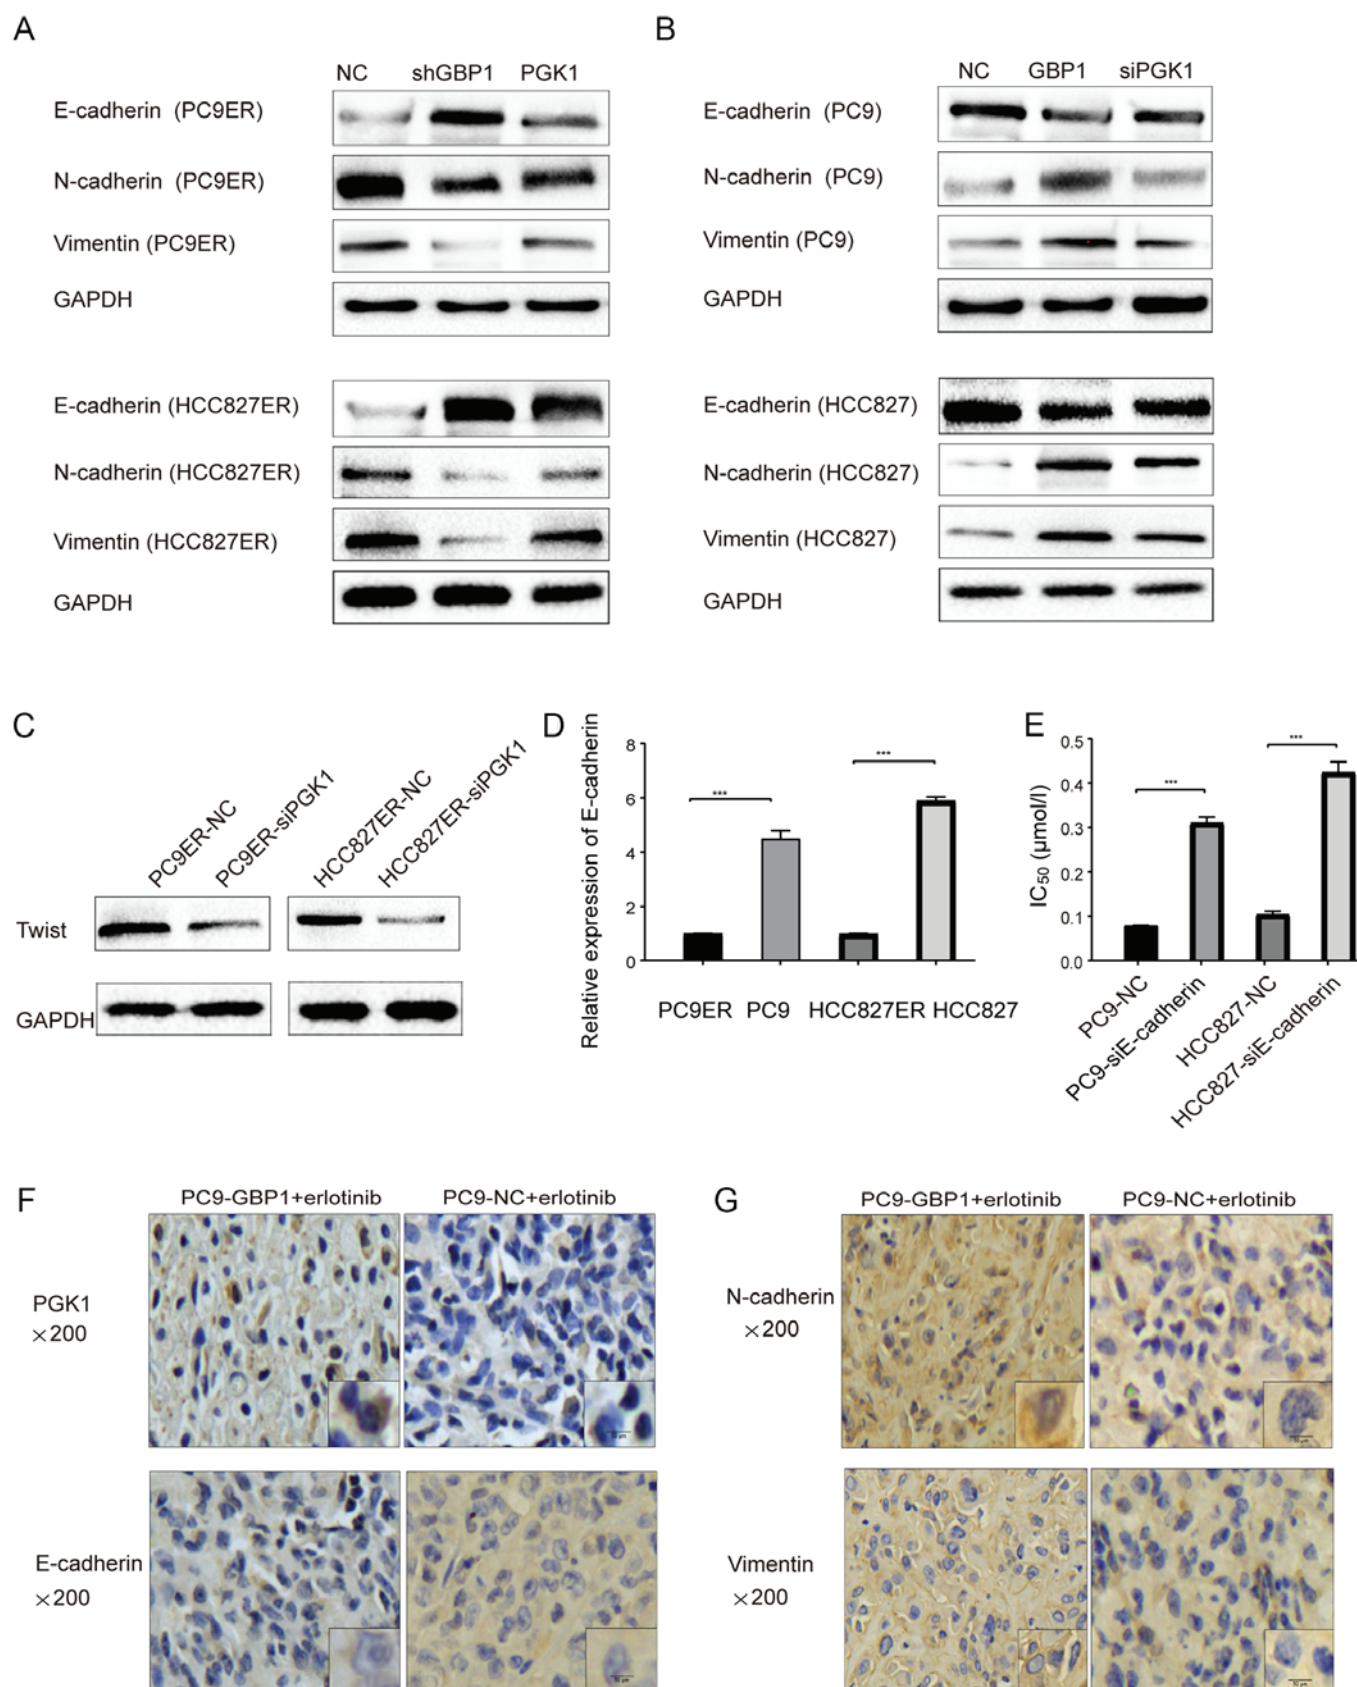 A
NC shGBP1 PGK1
E-cadherin (PC9ER)
N-cadherin (PC9ER)
Vimentin (PC9ER)
GAPDH
E-cadherin (HCC827ER)
N-cadherin (HCC827ER)
Vimentin (HCC827ER)
GAPDH
B
NC GBP1 siPGK1
E-cadherin (PC9)
N-cadherin (PC9)
Vimentin (PC9)
GAPDH
E-cadherin (HCC827)
N-cadherin (HCC827)
Vimentin (HCC827)
GAPDH
C
PC9ER-NC
PC9ER-siPGK1
HCC827ER-NC
HCC827ER-siPGK1
Twist
GAPDH
D
Relative expression of E-cadherin
8
6
4
2
0
***
***
PC9ER PC9 HCC827ER HCC827
E
IC50 (µmol/l)
0.5
0.4
0.3
0.2
0.1
0.0
***
***
PC9-NC
PC9-siE-cadherin
HCC827-NC
HCC827-siE-cadherin
F
PC9-GBP1+erlotinib PC9-NC+erlotinib
PGK1
×200
E-cadherin
×200
G
PC9-GBP1+erlotinib PC9-NC+erlotinib
N-cadherin
×200
Vimentin
×200